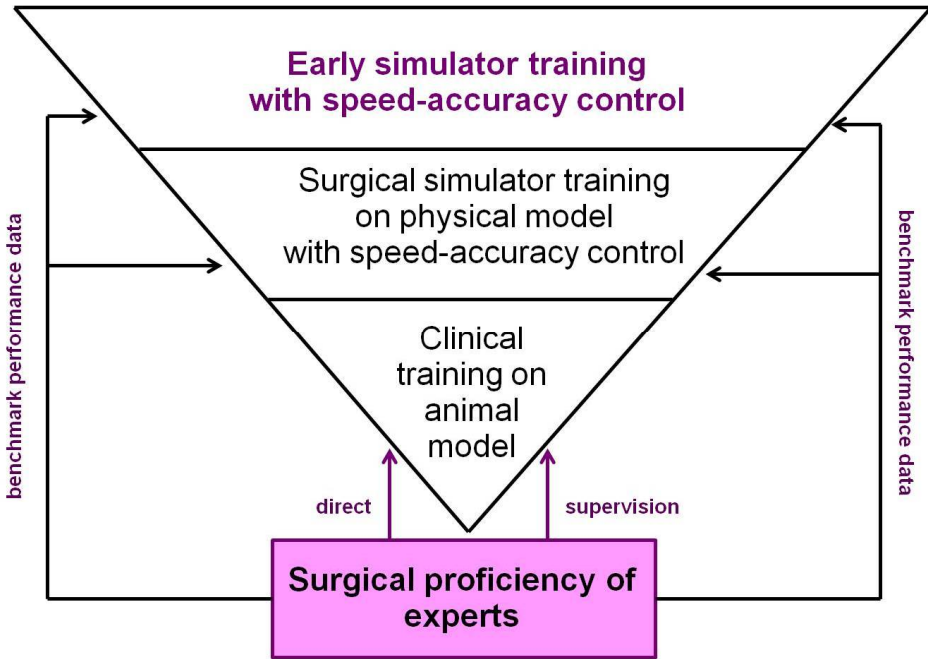 Early simulator training
with speed-accuracy control
Surgical simulator training
on physical model
with speed-accuracy control
Clinical
training on
animal
model
benchmark performance data
benchmark performance data
direct
supervision
Surgical proficiency of
experts